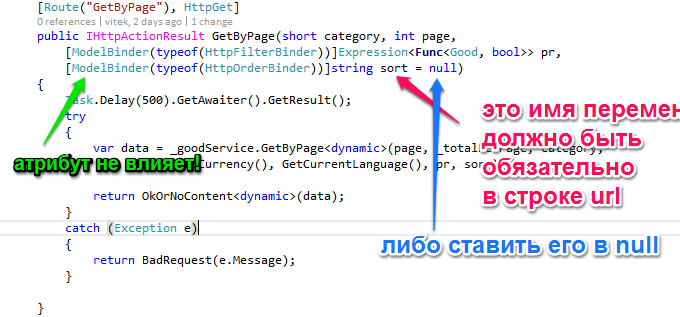 [Route("GetByPage"), HttpGet]
0 references | vitek, 2 days ago | 1 change
public IHttpActionResult GetByPage(short category, int page,
[ModelBinder(typeof(HttpFilterBinder))]Expression<Func<Good, bool>> pr,
[ModelBinder(typeof(HttpOrderBinder))]string sort = null)
{
Task.Delay(500).GetAwaiter().GetResult();
try
{
var data = _goodService.GetByPage<dynamic>(page, category,
Currency(), GetCurrentLanguage(), pr,
return OkOrNoContent<dynamic>(data);
}
catch (Exception e)
{
return BadRequest(e.Message);
}
}
атрибут не влияет!
это имя перемен
должно быть
обязательно
в строке url
либо ставить его в null